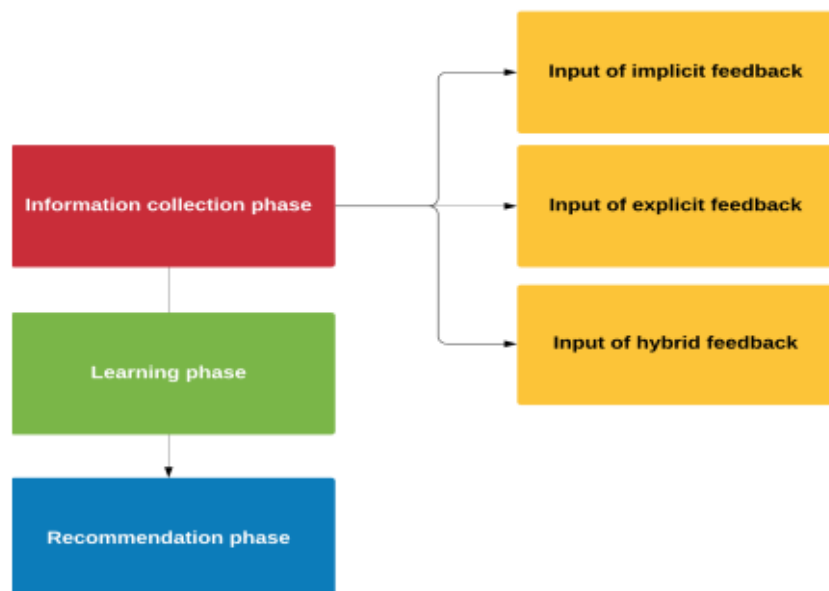 Input of implicit feedback
Information collection phase
Input of explicit feedback
Input of hybrid feedback
Learning phase
Recommendation phase